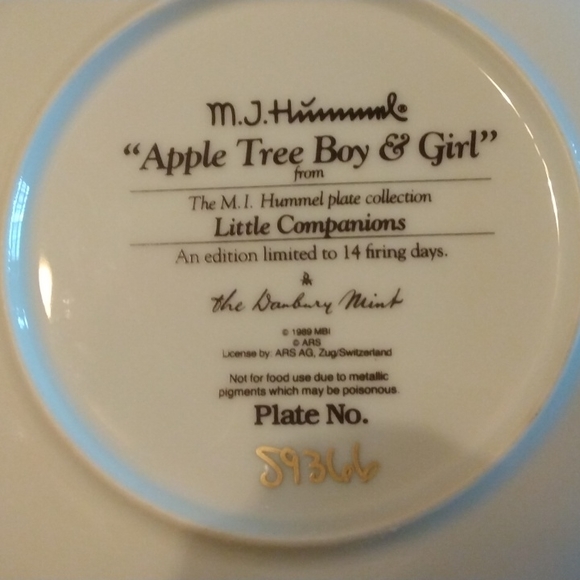 M.J.Hummel®
“Apple Tree Boy & Girl”
from
The M.I. Hummel plate collection
Little Companions
An edition limited to 14 firing days.
the Danbury Mint
© 1989 MBI
© ARS
License by: ARS AG, Zug/Switzerland
Not for food use due to metallic
pigments which may be poisonous.
Plate No.
S9366